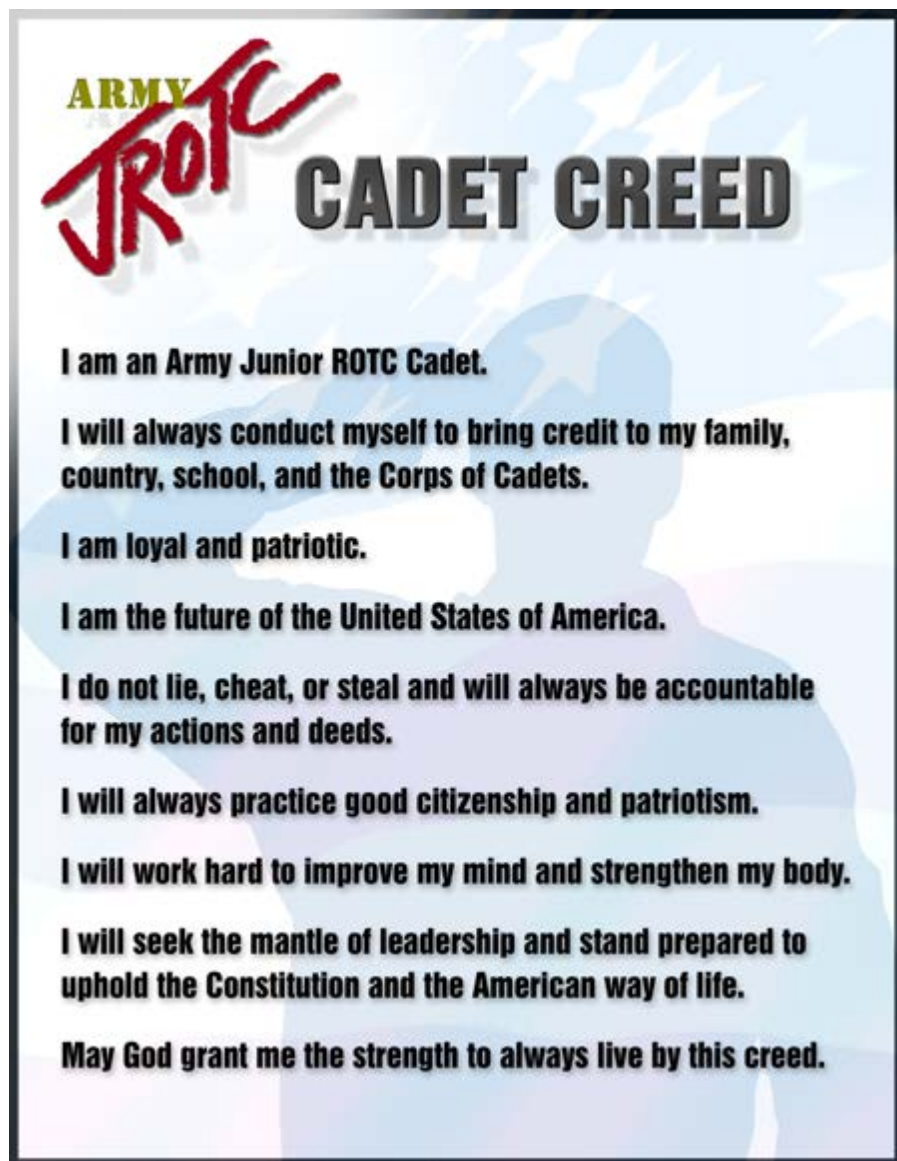 ARMY
JROTC
CADET CREED
I am an Army Junior ROTC Cadet.
I will always conduct myself to bring credit to my family,
country, school, and the Corps of Cadets.
I am loyal and patriotic.
I am the future of the United States of America.
I do not lie, cheat, or steal and will always be accountable
for my actions and deeds.
I will always practice good citizenship and patriotism.
I will work hard to improve my mind and strengthen my body.
I will seek the mantle of leadership and stand prepared to
uphold the Constitution and the American way of life.
May God grant me the strength to always live by this creed.